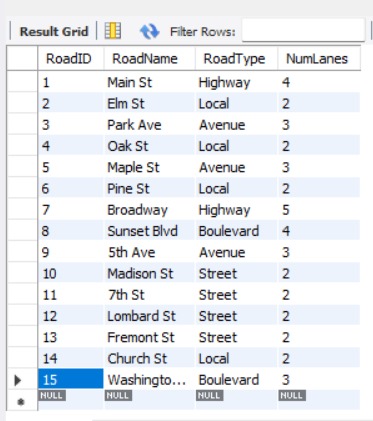 Result Grid Filter Rows:
RoadID RoadName RoadType NumLanes
1 Main St Highway 4
2 Elm St Local 2
3 Park Ave Avenue 3
4 Oak St Local 2
5 Maple St Avenue 3
6 Pine St Local 2
7 Broadway Highway 5
8 Sunset Blvd Boulevard 4
9 5th Ave Avenue 3
10 Madison St Street 2
11 7th St Street 2
12 Lombard St Street 2
13 Fremont St Street 2
14 Church St Local 2
15 Washingto... Boulevard 3
NULL NULL NULL NULL